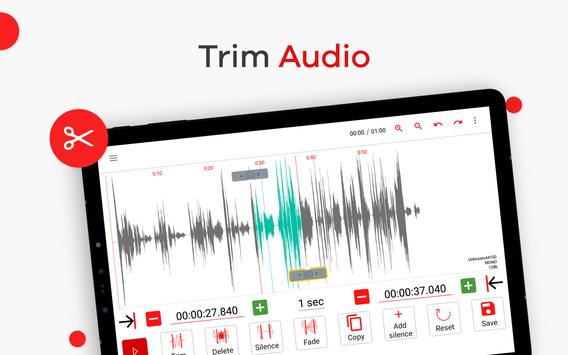 Trim Audio
00:00 / 01:00
0:10 0:20 0:30 0:40 0:50
Unknown44100
MONO
128k
00:00:27.840 1 sec 00:00:37.040
Trim Delete Silence Fade Copy Add silence Reset Save